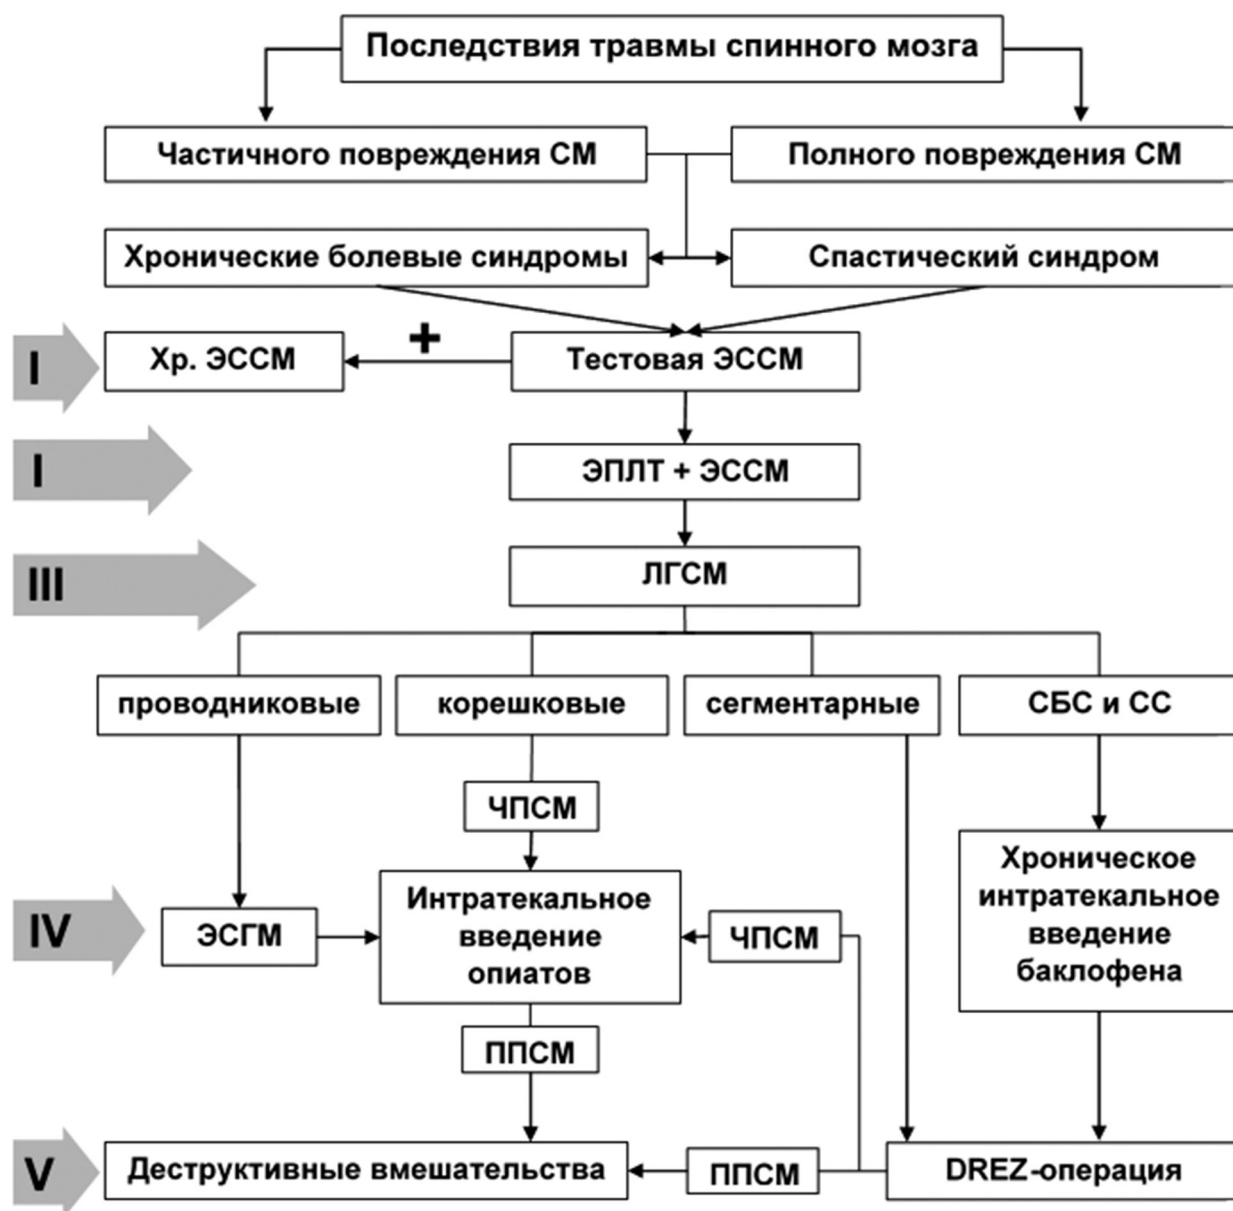 Последствия травмы спинного мозга
Частичного повреждения СМ
Полного повреждения СМ
Хронические болевые синдромы
Спастический синдром
I
Хр. ЭССМ
+
Тестовая ЭССМ
I
ЭПЛТ + ЭССМ
III
ЛГСМ
проводниковые
корешковые
сегментарные
СБС и СС
ЧПСМ
IV
ЭСГМ
Интратекальное
введение
опиатов
ЧПСМ
Хроническое
интратекальное
введение
баклофена
ППСМ
V
Деструктивные вмешательства
ППСМ
DREZ-операция